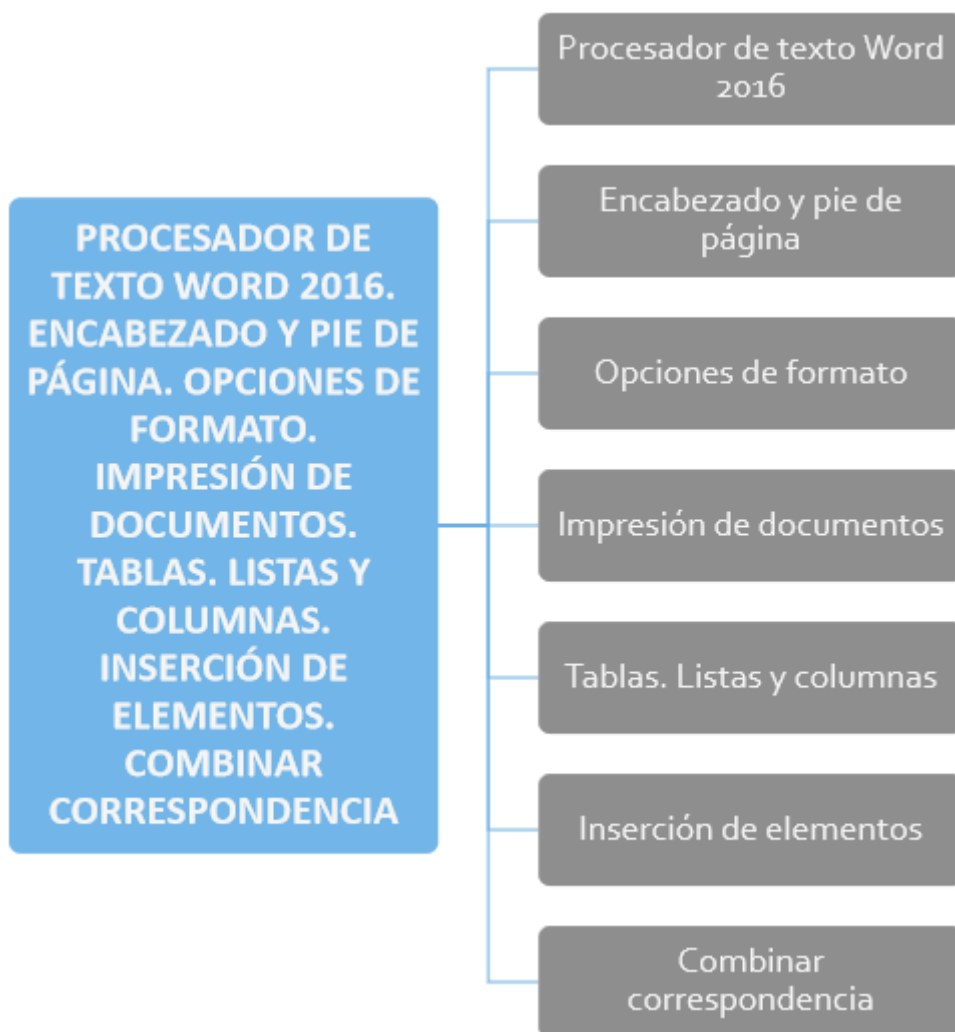 PROCESADOR DE
TEXTO WORD 2016.
ENCABEZADO Y PIE DE
PÁGINA. OPCIONES DE
FORMATO.
IMPRESIÓN DE
DOCUMENTOS.
TABLAS. LISTAS Y
COLUMNAS.
INSERCIÓN DE
ELEMENTOS.
COMBINAR
CORRESPONDENCIA
Procesador de texto Word
2016
Encabezado y pie de
página
Opciones de formato
Impresión de documentos
Tablas. Listas y columnas
Inserción de elementos
Combinar
correspondencia